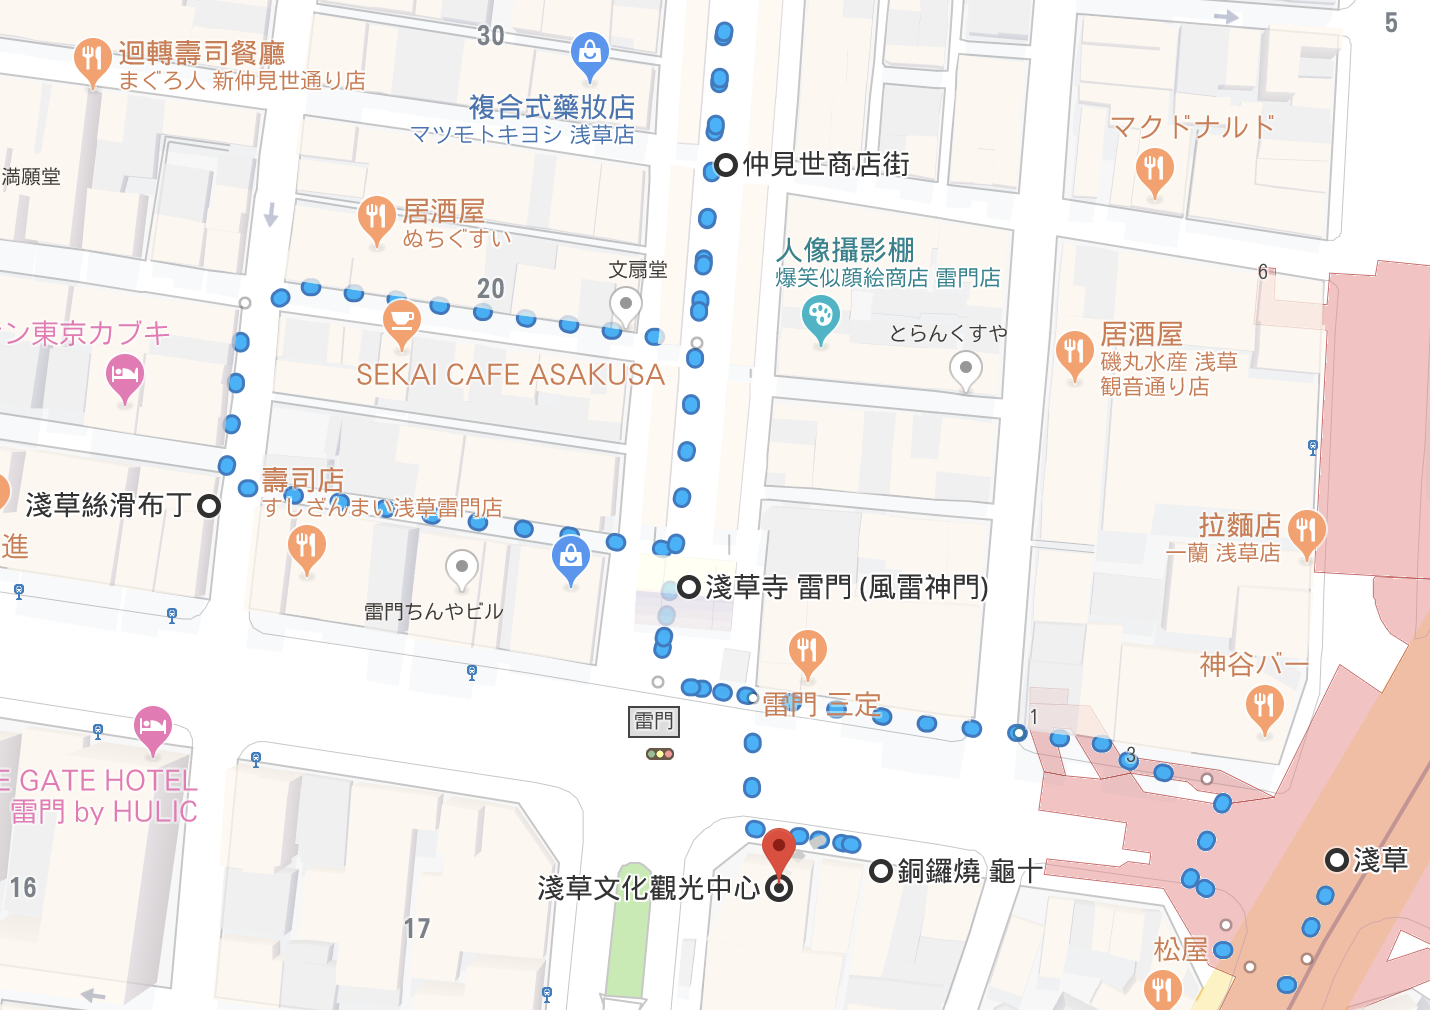 30
5
迴轉壽司餐廳
まぐろ人 新仲見世通り店
複合式藥妝店
マツモトキヨシ 浅草店
マクドナルド
仲見世商店街
満願堂
居酒屋
ぬちぐすい
人像攝影棚
爆笑似顔絵商店 雷門店
文扇堂
20
6
ン東京カブキ
とらんくすや
居酒屋
磯丸水産 浅草
観音通り店
SEKAI CAFE ASAKUSA
壽司店
すしざんまい浅草雷門店
淺草絲滑布丁
進
拉麵店
一蘭 浅草店
淺草寺 雷門 (風雷神門)
雷門ちんやビル
神谷バー
雷門 三定
雷門
1
3
E GATE HOTEL
雷門 by HULIC
淺草
銅鑼燒 龜十
淺草文化觀光中心
16
17
松屋